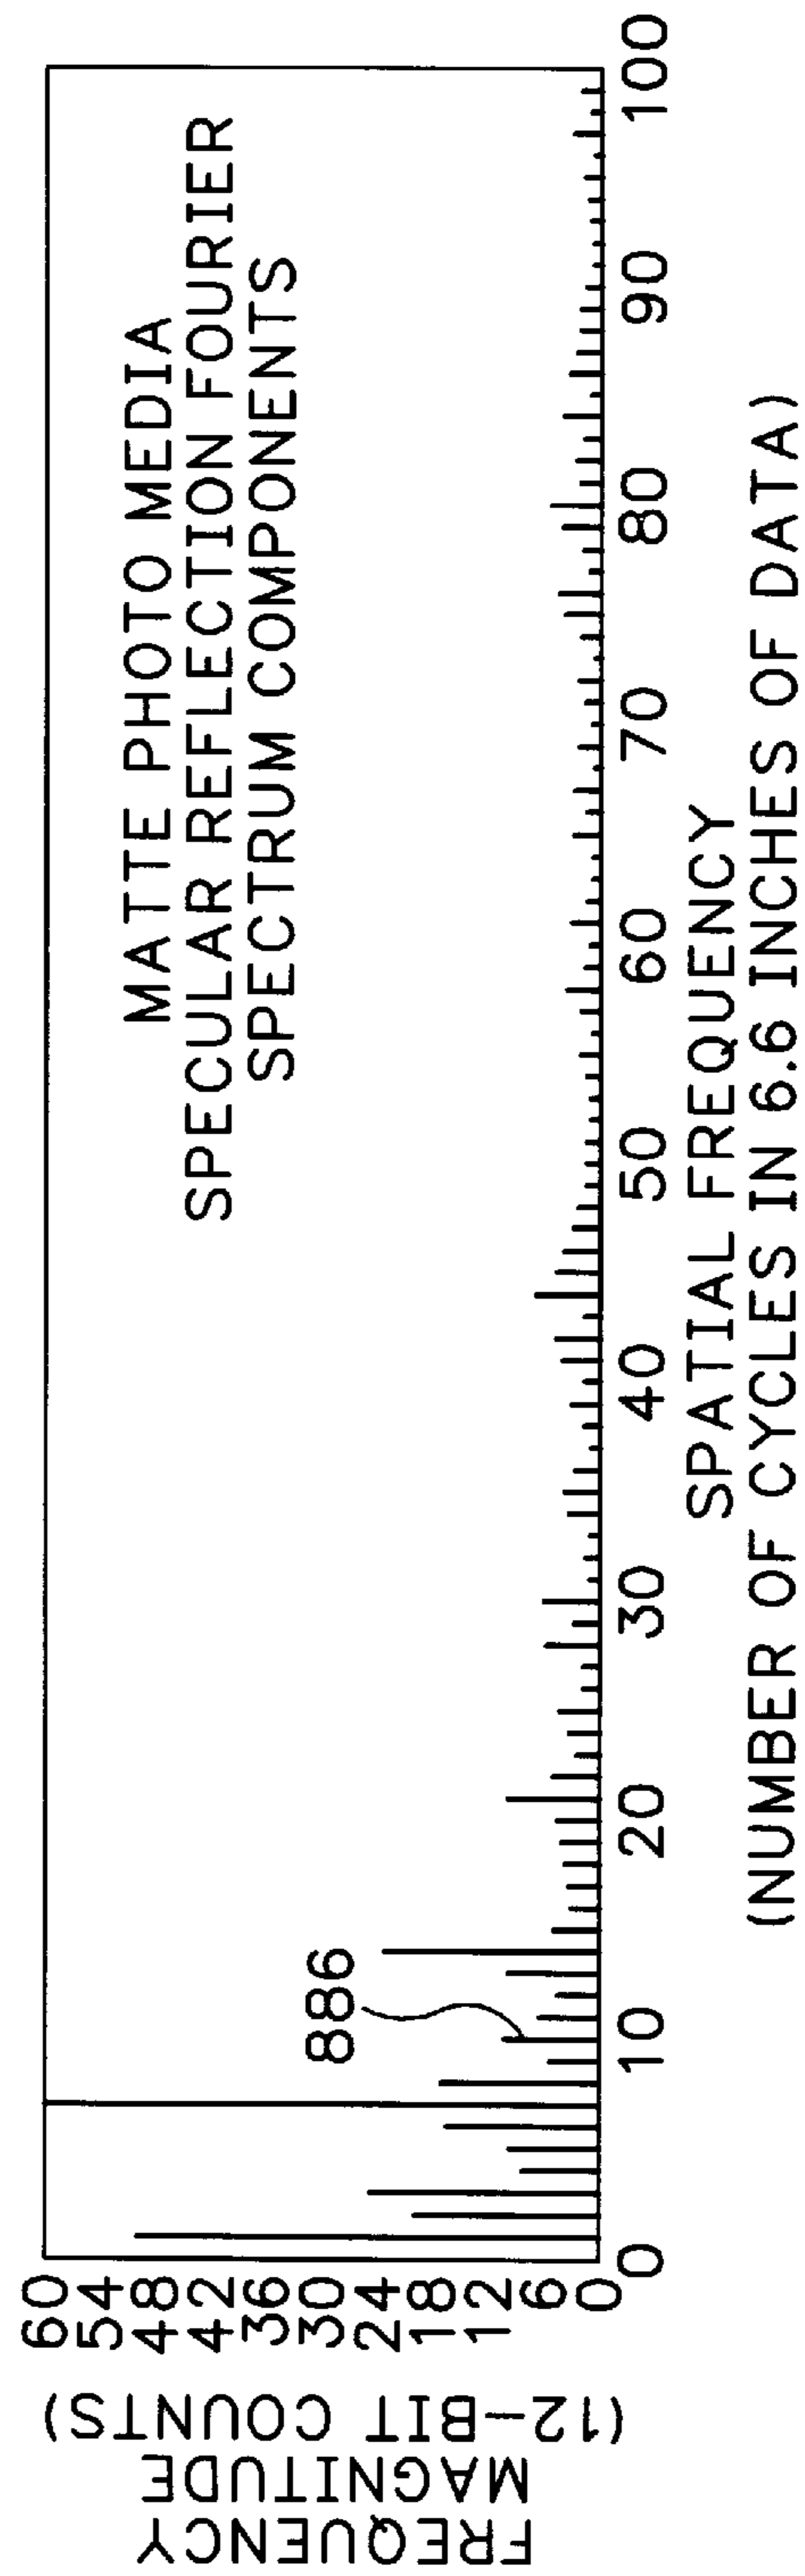 MATTE PHOTO MEDIA
SPECULAR REFLECTION FOURIER
SPECTRUM COMPONENTS
886
FREQUENCY
MAGNITUDE
(12-BIT COUNTS)
60
54
48
42
36
30
24
18
12
6
0
0 10 20 30 40 50 60 70 80 90 100
SPATIAL FREQUENCY
(NUMBER OF CYCLES IN 6.6 INCHES OF DATA)